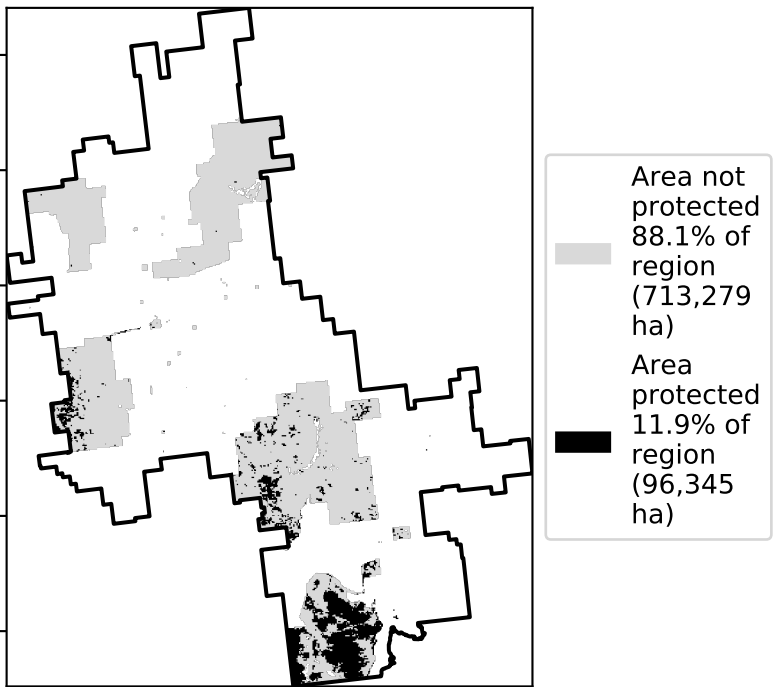 Area not
protected
88.1% of
region
(713,279
ha)
Area
protected
11.9% of
region
(96,345
ha)